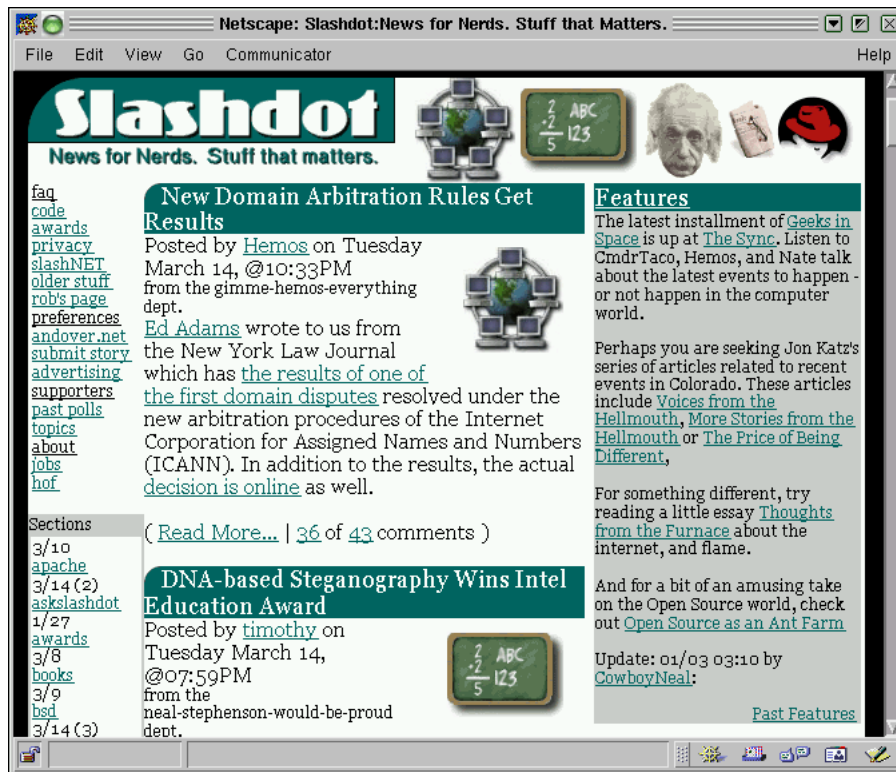 Netscape: Slashdot:News for Nerds. Stuff that Matters.
File Edit View Go Communicator Help
Slashdot
News for Nerds. Stuff that matters.
2 ABC
+2 123
5
faq
code
awards
privacy
slashNET
older stuff
rob's page
preferences
andover.net
submit story
advertising
supporters
past polls
topics
about
jobs
hof
Sections
3/10
apache
3/14 (2)
askslashdot
1/27
awards
3/8
books
3/9
bsd
3/14 (3)
New Domain Arbitration Rules Get
Results
Posted by Hemos on Tuesday
March 14, @10:33PM
from the gimme-hemos-everything
dept.
Ed Adams wrote to us from
the New York Law Journal
which has the results of one of
the first domain disputes resolved under the
new arbitration procedures of the Internet
Corporation for Assigned Names and Numbers
(ICANN). In addition to the results, the actual
decision is online as well.
( Read More... | 36 of 43 comments )
DNA-based Steganography Wins Intel
Education Award
Posted by timothy on
Tuesday March 14,
@07:59PM
from the
neal-stephenson-would-be-proud
dept.
2 ABC
+2 123
5
Features
The latest installment of Geeks in
Space is up at The Sync. Listen to
CmdrTaco, Hemos, and Nate talk
about the latest events to happen -
or not happen in the computer
world.
Perhaps you are seeking Jon Katz's
series of articles related to recent
events in Colorado. These articles
include Voices from the
Hellmouth, More Stories from the
Hellmouth or The Price of Being
Different,
For something different, try
reading a little essay Thoughts
from the Furnace about the
internet, and flame.
And for a bit of an amusing take
on the Open Source world, check
out Open Source as an Ant Farm
Update: 01/03 03:10 by
CowboyNeal:
Past Features